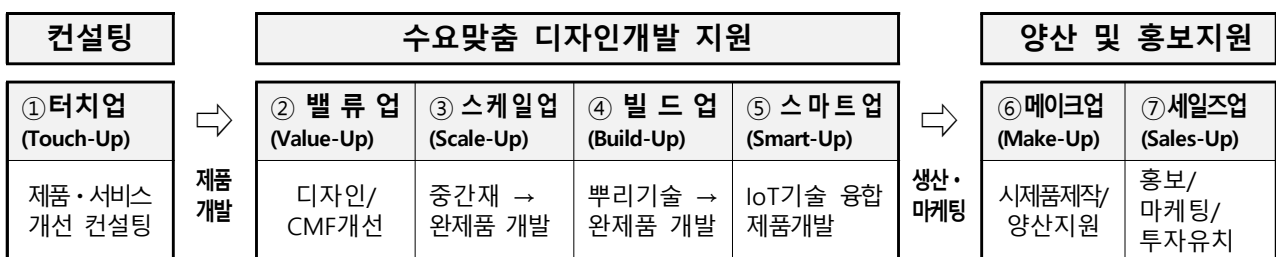 컨설팅
수요맞춤 디자인개발 지원
양산 및 홍보지원
①터치업
(Touch-Up)
제품・서비스
개선 컨설팅
제품
개발
② 밸 류 업
(Value-Up)
디자인/
CMF개선
③ 스케일업
(Scale-Up)
중간재 →
완제품 개발
④ 빌 드 업
(Build-Up)
뿌리기술 →
완제품 개발
⑤ 스마트업
(Smart-Up)
IoT기술 융합
제품개발
생산・
마케팅
⑥메이크업
(Make-Up)
시제품제작/
양산지원
⑦세일즈업
(Sales-Up)
홍보/
마케팅/
투자유치